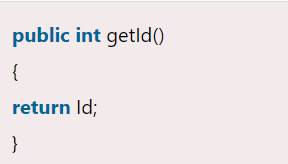 public int getId()
{
return Id;
}